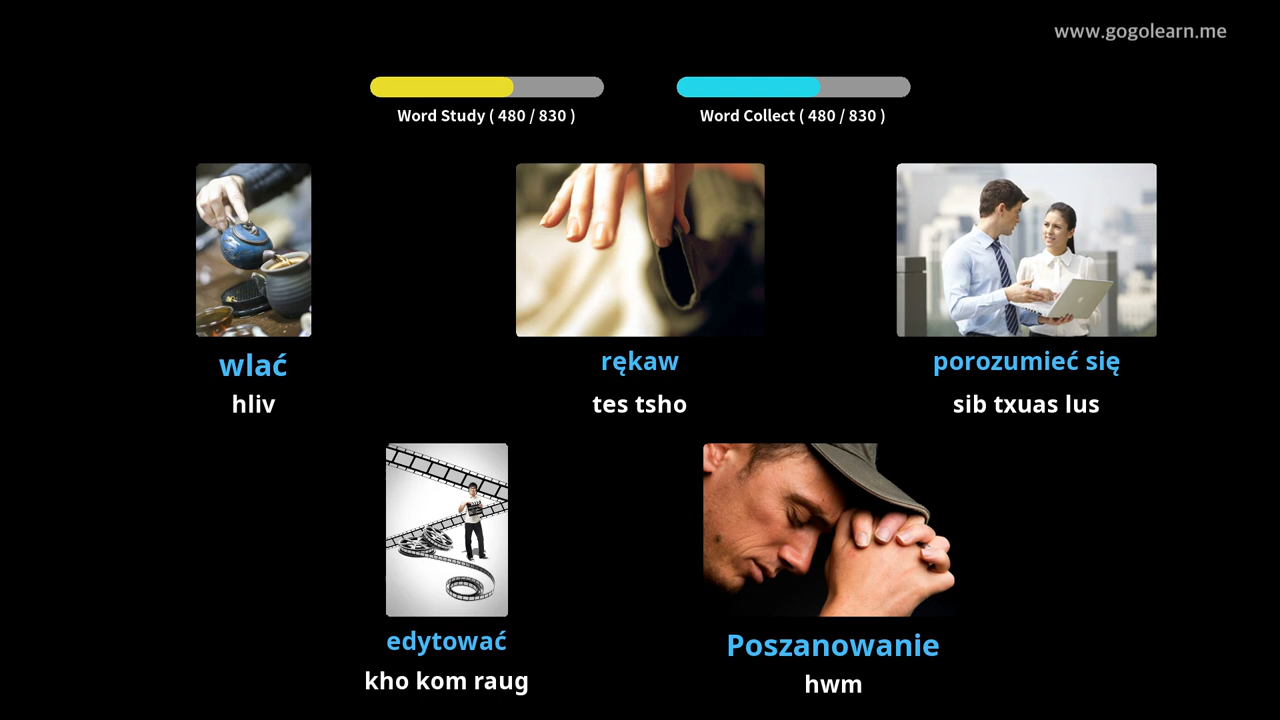 www.gogolearn.me
Word Study ( 480 / 830 )
Word Collect ( 480 / 830 )
wlać
hliv
rękaw
tes tsho
porozumieć się
sib txuas lus
edytować
kho kom raug
Poszanowanie
hwm